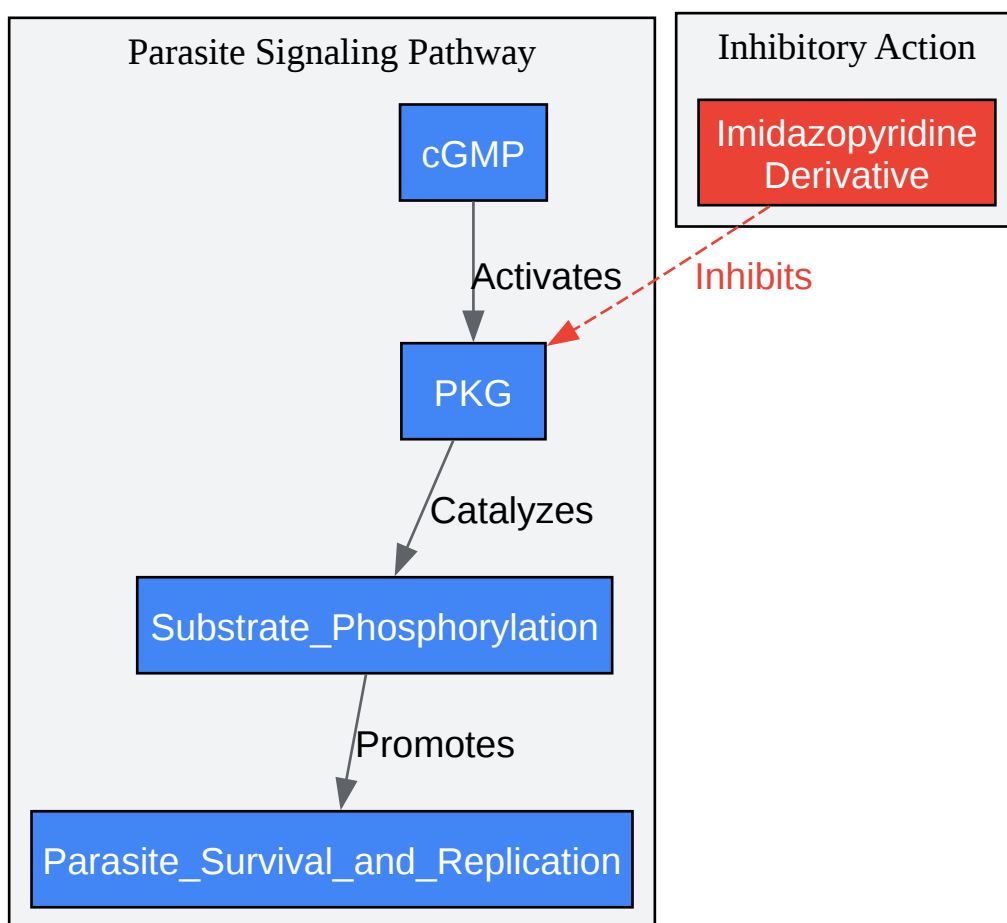 Parasite Signaling Pathway
Inhibitory Action
cGMP
Imidazopyridine
Derivative
Activates
Inhibits
PKG
Catalyzes
Substrate_Phosphorylation
Promotes
Parasite_Survival_and_Replication